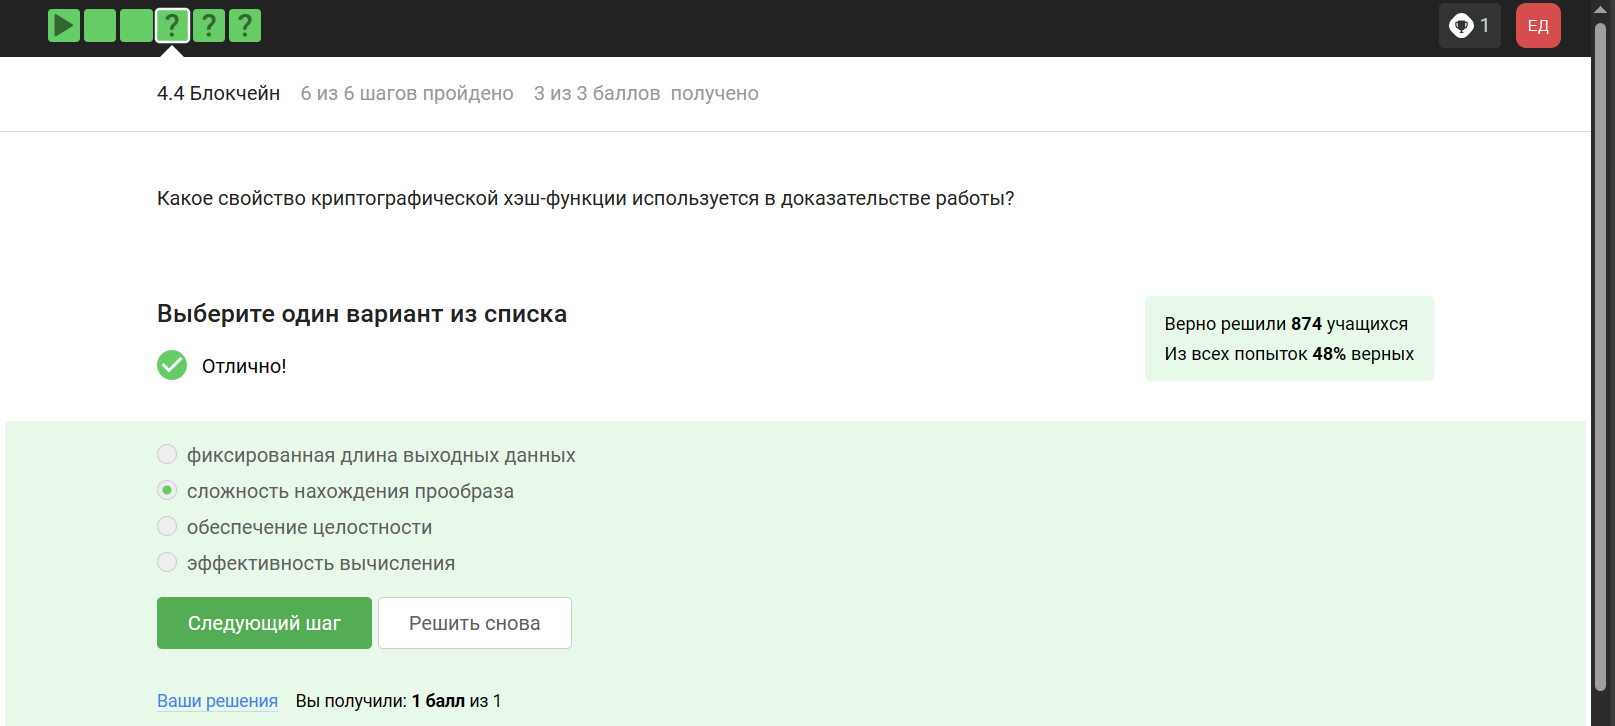 ? ? ?
1
ЕД
4.4 Блокчейн 6 из 6 шагов пройдено 3 из 3 баллов получено
Какое свойство криптографической хэш-функции используется в доказательстве работы?
Выберите один вариант из списка
Верно решили 874 учащихся
Из всех попыток 48% верных
Отлично!
фиксированная длина выходных данных
сложность нахождения прообраза
обеспечение целостности
эффективность вычисления
Следующий шаг Решить снова
Ваши решения Вы получили: 1 балл из 1